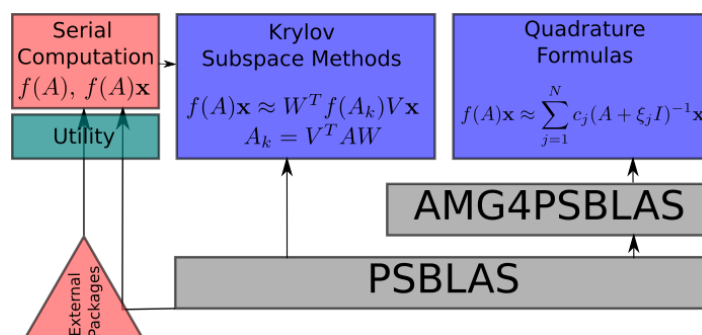 Serial
Computation
f(A), f(A)x
Utility
Krylov
Subspace Methods
f(A)x ≈ W^T f(A_k)Vx
A_k = V^T AW
Quadrature
Formulas
f(A)x ≈ ∑_{j=1}^{N} c_j(A + ξ_j I)^{-1}x
AMG4PSBLAS
PSBLAS
External
Packages